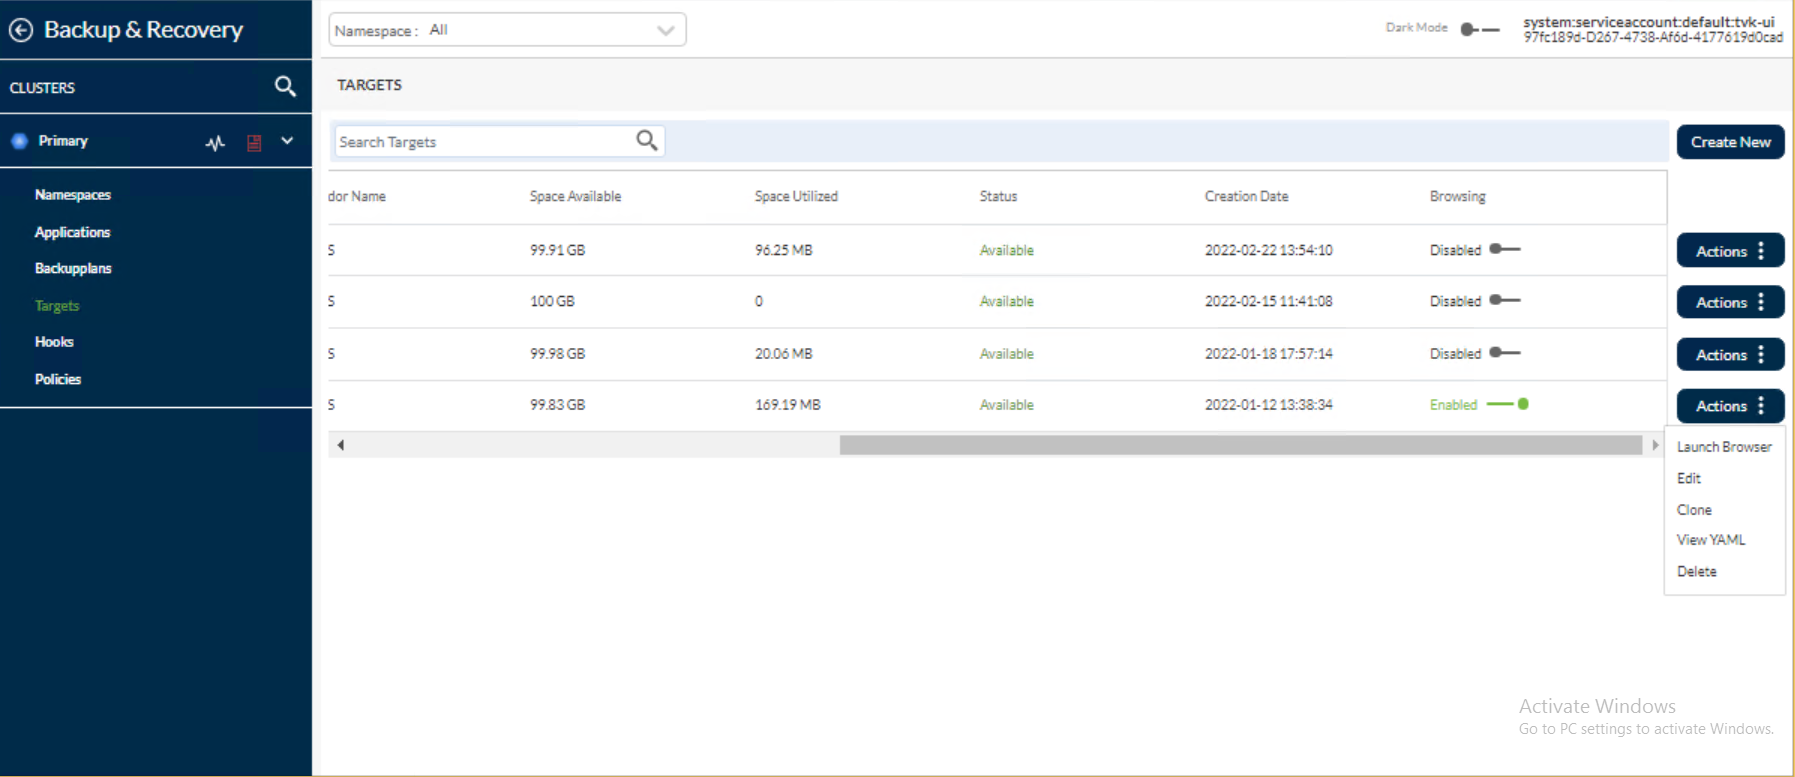 Backup & Recovery
Namespace : All
Dark Mode
system:serviceaccount:default:tvk-ui
97fc189d-D267-4738-Af6d-4177619d0cad
CLUSTERS
TARGETS
Primary
Search Targets
Create New
Namespaces
Applications
Backupplans
Targets
Hooks
Policies
dor Name Space Available Space Utilized Status Creation Date Browsing
S 99.91 GB 96.25 MB Available 2022-02-22 13:54:10 Disabled Actions
S 100 GB 0 Available 2022-02-15 11:41:08 Disabled Actions
S 99.98 GB 20.06 MB Available 2022-01-18 17:57:14 Disabled Actions
S 99.83 GB 169.19 MB Available 2022-01-12 13:38:34 Enabled Actions
Launch Browser
Edit
Clone
View YAML
Delete
Activate Windows
Go to PC settings to activate Windows.